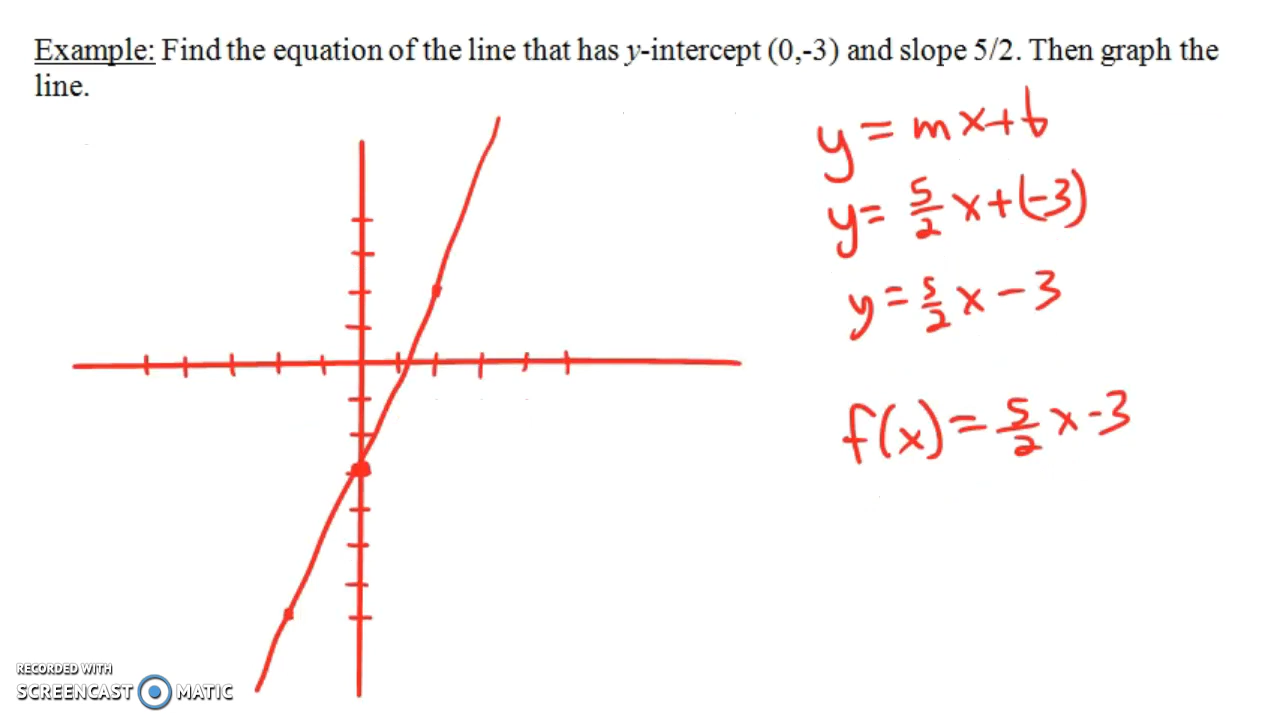 Example: Find the equation of the line that has y-intercept (0,-3) and slope 5/2. Then graph the
line.
y = mx+b
y = 5/2 x + (-3)
y = 5/2 x - 3
f(x) = 5/2 x - 3
RECORDED WITH
SCREENCAST MATIC